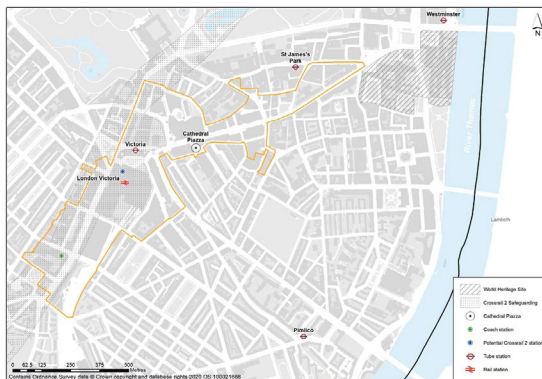 Westminster
N
St James's
Park
Cathedral
Piazza
Victoria
London Victoria
River Thames
Lambeth
Pimlico
World Heritage Site
Crossrail 2 Safeguarding
Cathedral Piazza
Coach station
Potential Crossrail 2 station
Tube station
Rail station
0 62.5 125 250 375 500
Metres
Contains Ordnance Survey data © Crown copyright and database rights 2020 OS 100021668